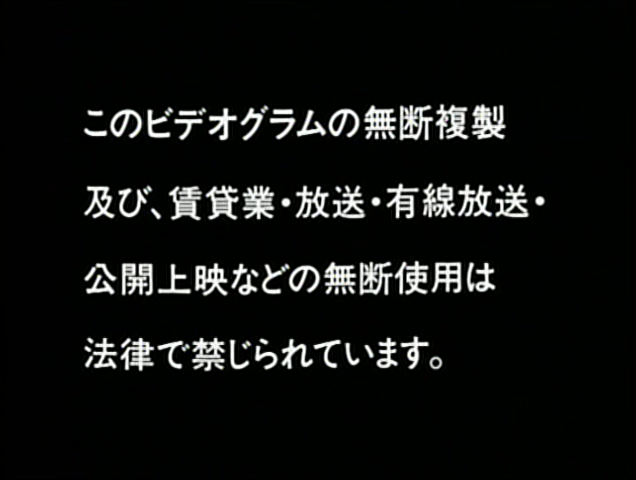 このビデオグラムの無断複製
及び、賃貸業・放送・有線放送・
公開上映などの無断使用は
法律で禁じられています。